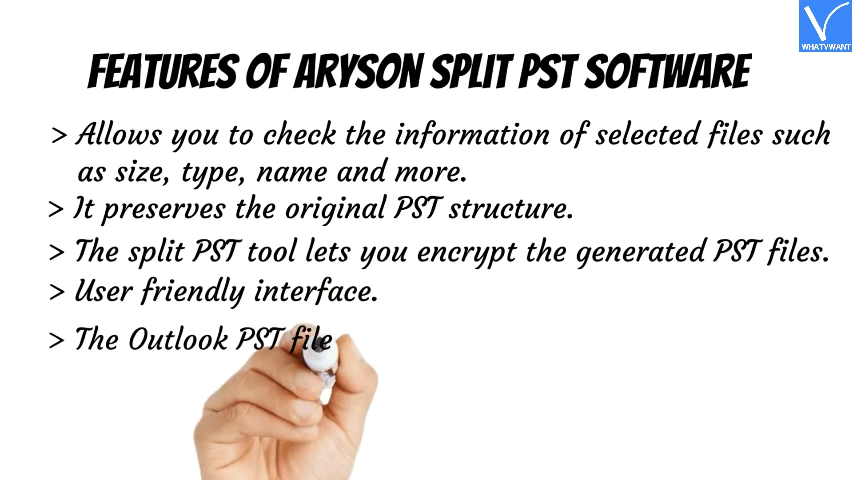 WHATVWANT
FEATURES OF ARYSON SPLIT PST SOFTWARE
> Allows you to check the information of selected files such
as size, type, name and more.
> It preserves the original PST structure.
> The split PST tool lets you encrypt the generated PST files.
> User friendly interface.
> The Outlook PST file